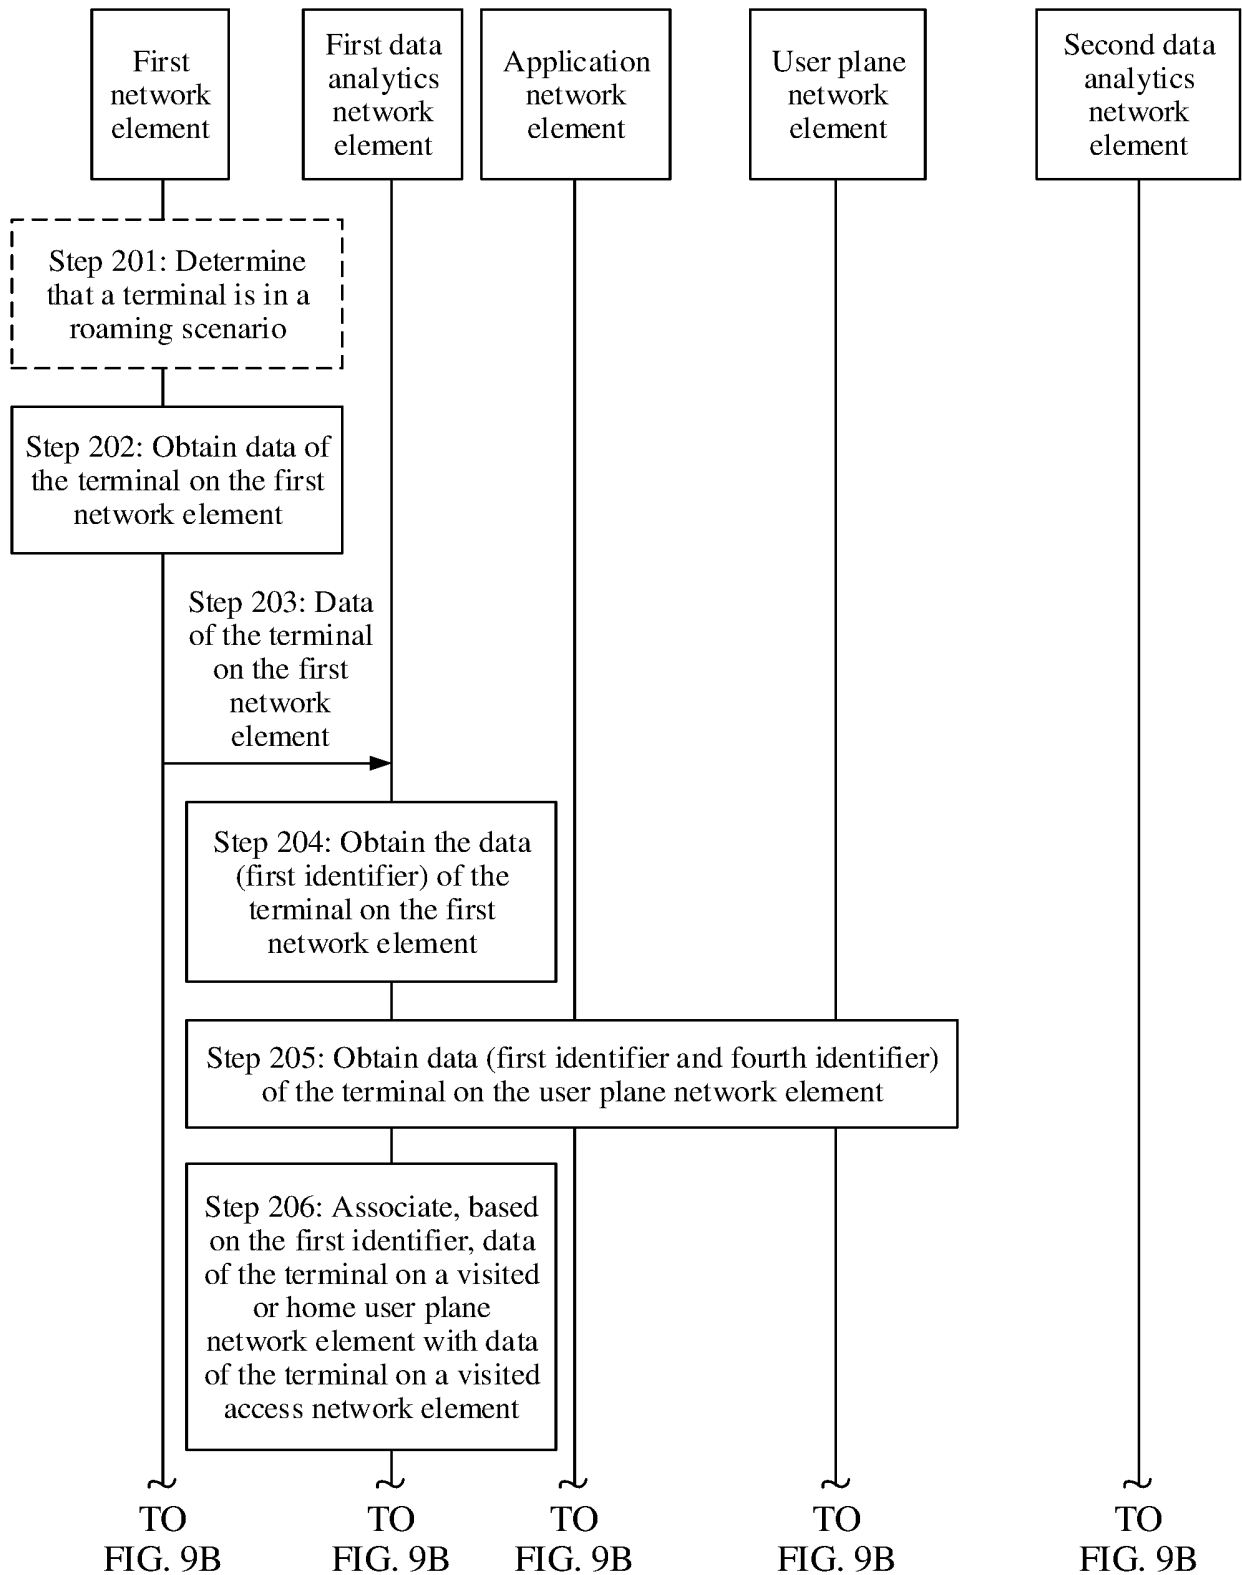 First
network
element
First data
analytics
network
element
Application
network
element
User plane
network
element
Second data
analytics
network
element
Step 201: Determine
that a terminal is in a
roaming scenario
Step 202: Obtain data of
the terminal on the first
network element
Step 203: Data
of the terminal
on the first
network
element
Step 204: Obtain the data
(first identifier) of the
terminal on the first
network element
Step 205: Obtain data (first identifier and fourth identifier)
of the terminal on the user plane network element
Step 206: Associate, based
on the first identifier, data
of the terminal on a visited
or home user plane
network element with data
of the terminal on a visited
access network element
TO
FIG. 9B
TO
FIG. 9B
TO
FIG. 9B
TO
FIG. 9B
TO
FIG. 9B